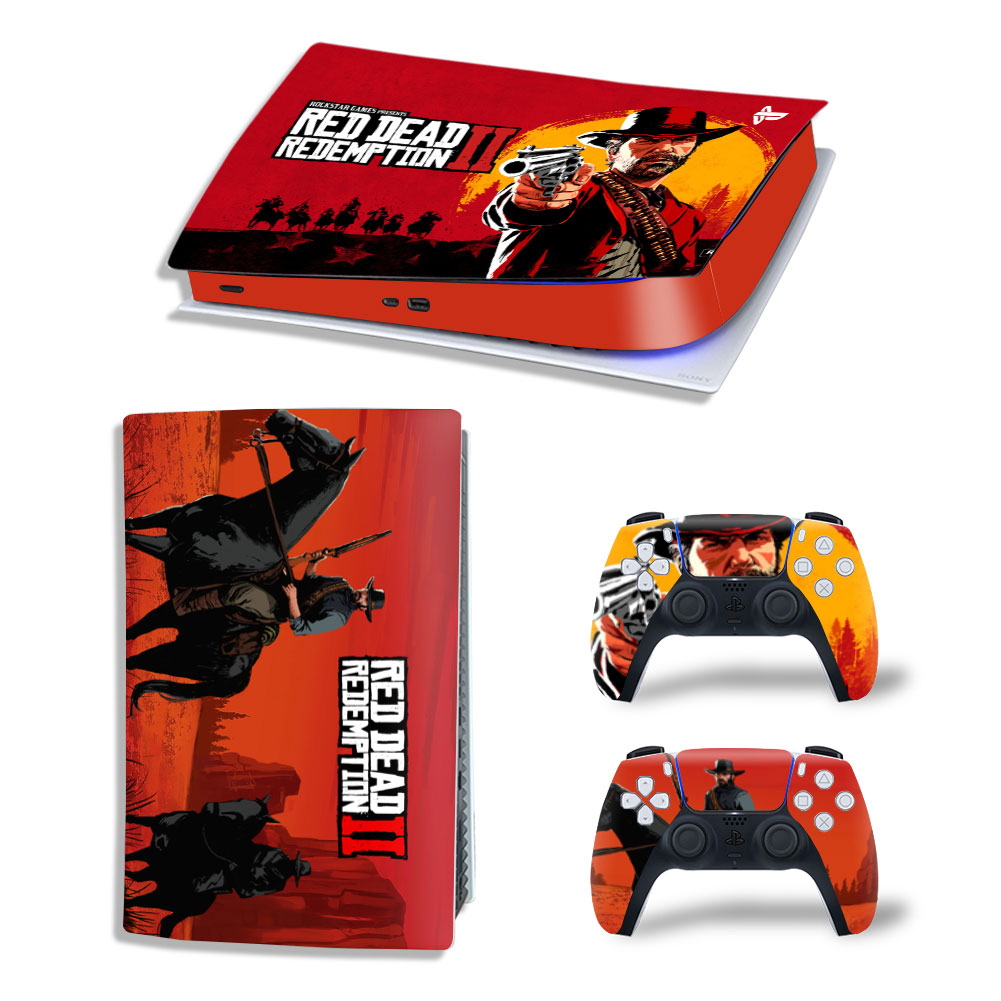 ROCKSTAR GAMES PRESENTS
RED DEAD
REDEMPTION II
SONY
RED DEAD
REDEMPTION II